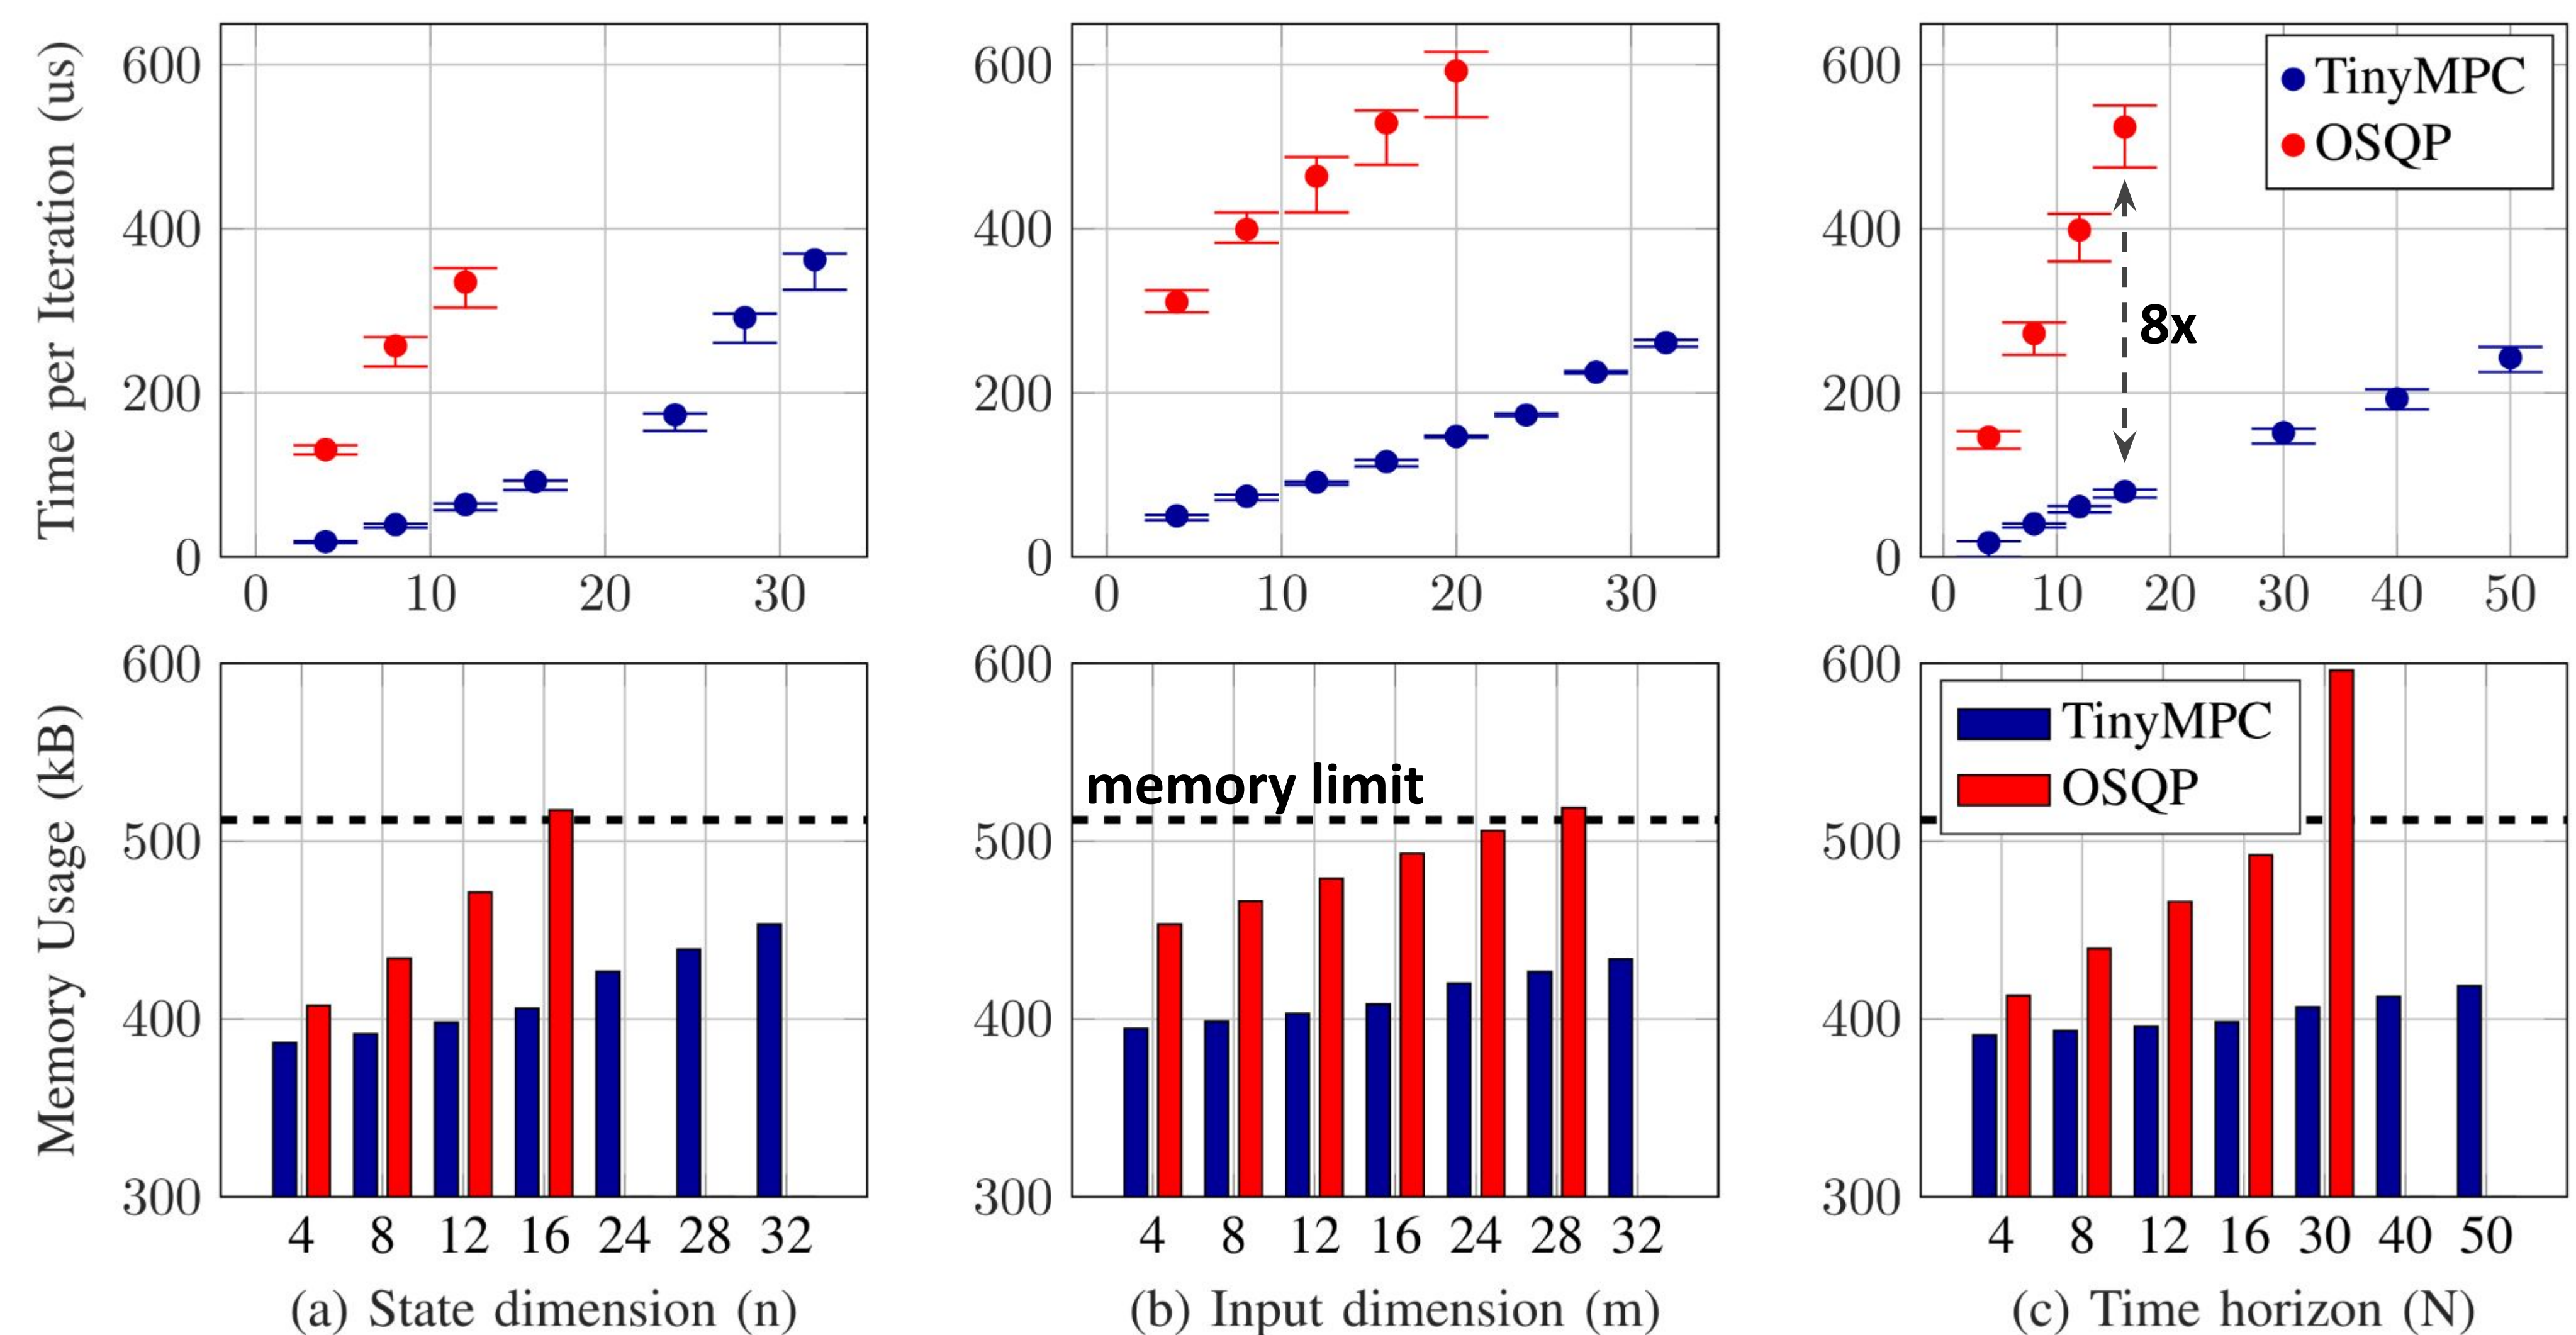 Time per Iteration (us)
600
400
200
0
0 10 20 30
600
400
200
0
0 10 20 30
600
400
200
0
0 10 20 30 40 50
TinyMPC
OSQP
8x
Memory Usage (kB)
600
500
400
300
4 8 12 16 24 28 32
(a) State dimension (n)
600
500
400
300
memory limit
4 8 12 16 24 28 32
(b) Input dimension (m)
600
500
400
300
TinyMPC
OSQP
4 8 12 16 30 40 50
(c) Time horizon (N)